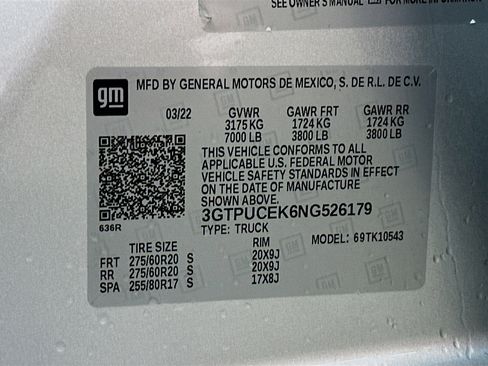 SEE OWNER'S MANUAL FOR MORE INFORMATION
gm
MFD BY GENERAL MOTORS DE MEXICO, S. DE R.L. DE C.V.
03/22 GVWR GAWR FRT GAWR RR
3175 KG 1724 KG 1724 KG
7000 LB 3800 LB 3800 LB
THIS VEHICLE CONFORMS TO ALL
APPLICABLE U.S. FEDERAL MOTOR
VEHICLE SAFETY STANDARDS IN EFFECT
ON THE DATE OF MANUFACTURE
SHOWN ABOVE.
3GTPUCEK6NG526179
636R
TYPE: TRUCK
TIRE SIZE RIM MODEL: 69TK10543
FRT 275/60R20 S 20X9J
RR 275/60R20 S 20X9J
SPA 255/80R17 S 17X8J